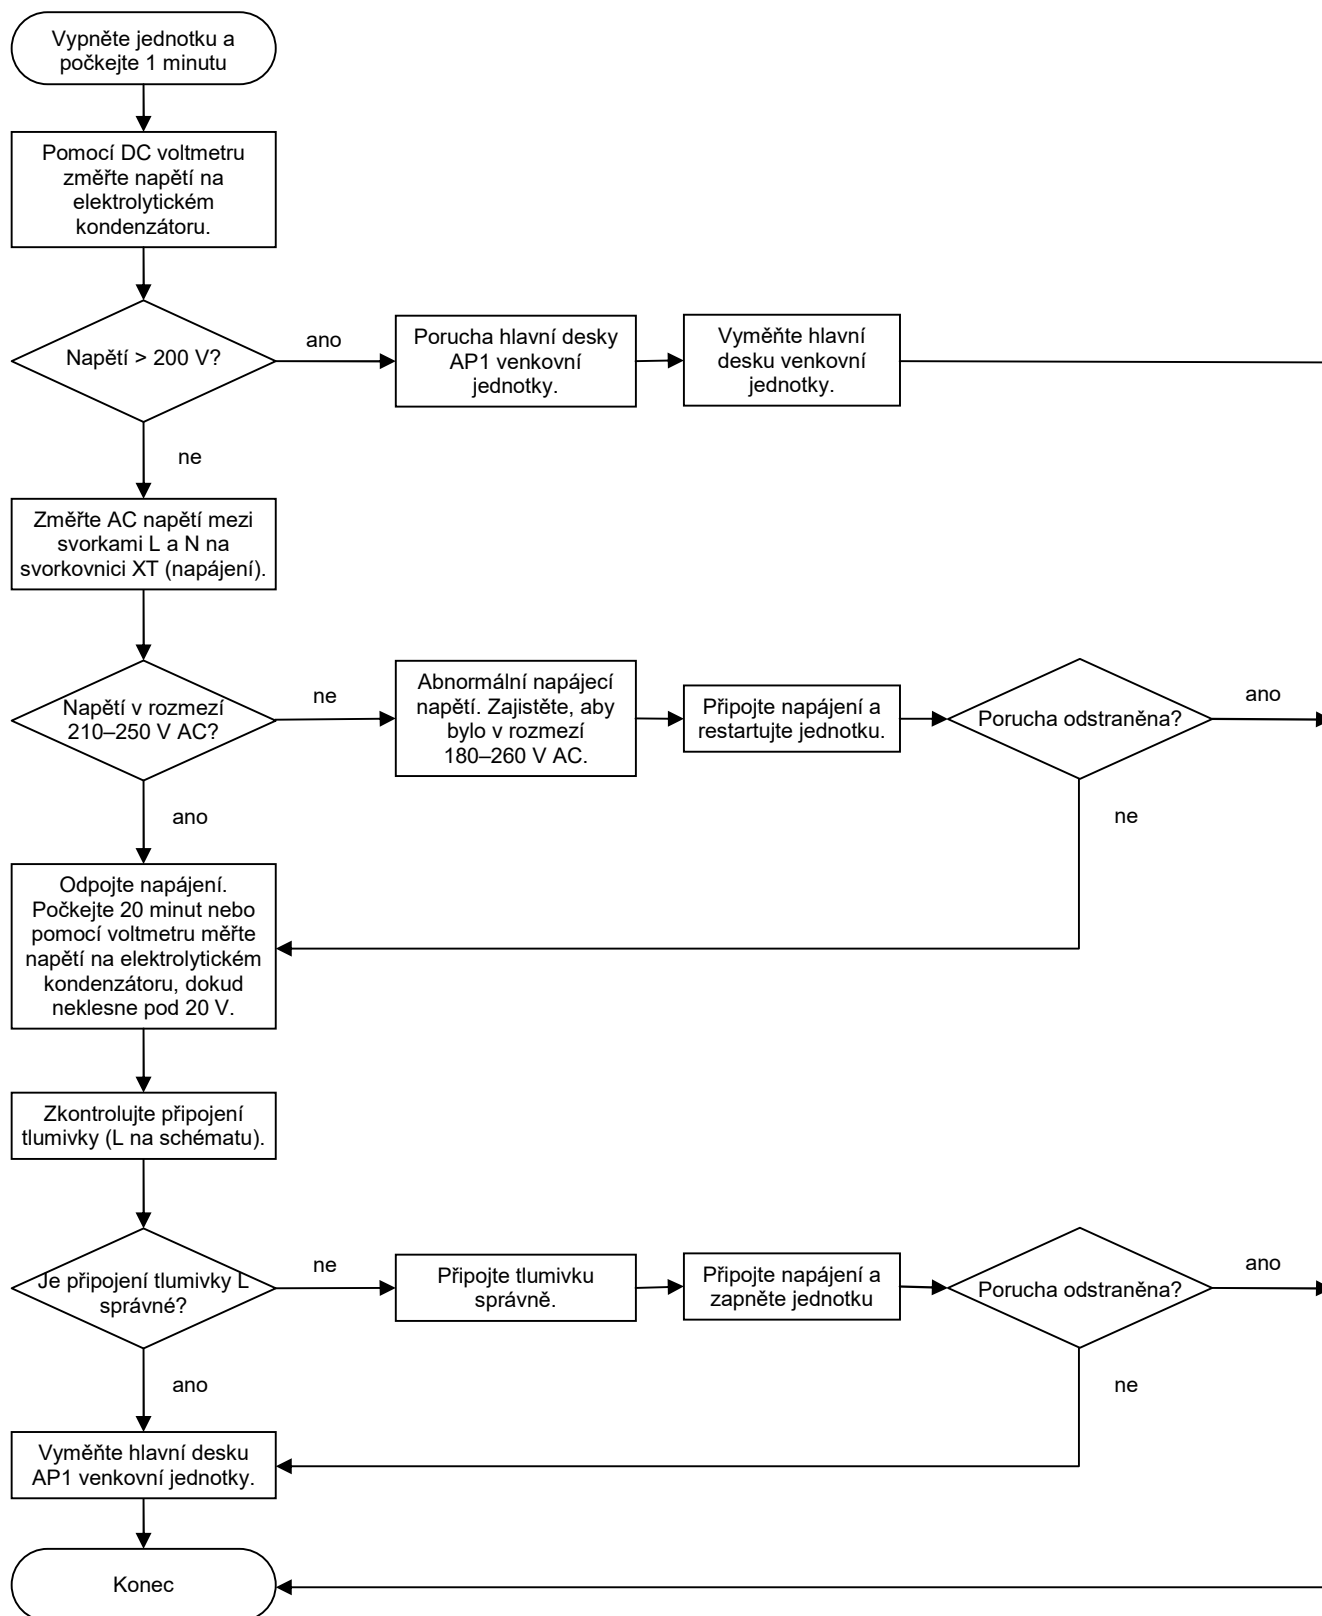 Vypněte jednotku a
počkejte 1 minutu
Pomocí DC voltmetru
změřte napětí na
elektrolytickém
kondenzátoru.
Napětí > 200 V?
ano
Porucha hlavní desky
AP1 venkovní
jednotky.
Vyměňte hlavní
desku venkovní
jednotky.
ne
Změřte AC napětí mezi
svorkami L a N na
svorkovnici XT (napájení).
Napětí v rozmezí
210–250 V AC?
ne
Abnormální napájecí
napětí. Zajistěte, aby
bylo v rozmezí
180–260 V AC.
Připojte napájení a
restartujte jednotku.
Porucha odstraněna?
ano
ne
ano
Odpojte napájení.
Počkejte 20 minut nebo
pomocí voltmetru měřte
napětí na elektrolytickém
kondenzátoru, dokud
neklesne pod 20 V.
Zkontrolujte připojení
tlumivky (L na schématu).
Je připojení tlumivky L
správné?
ne
Připojte tlumivku
správně.
Připojte napájení a
zapněte jednotku
Porucha odstraněna?
ano
ne
ano
Vyměňte hlavní desku
AP1 venkovní jednotky.
Konec